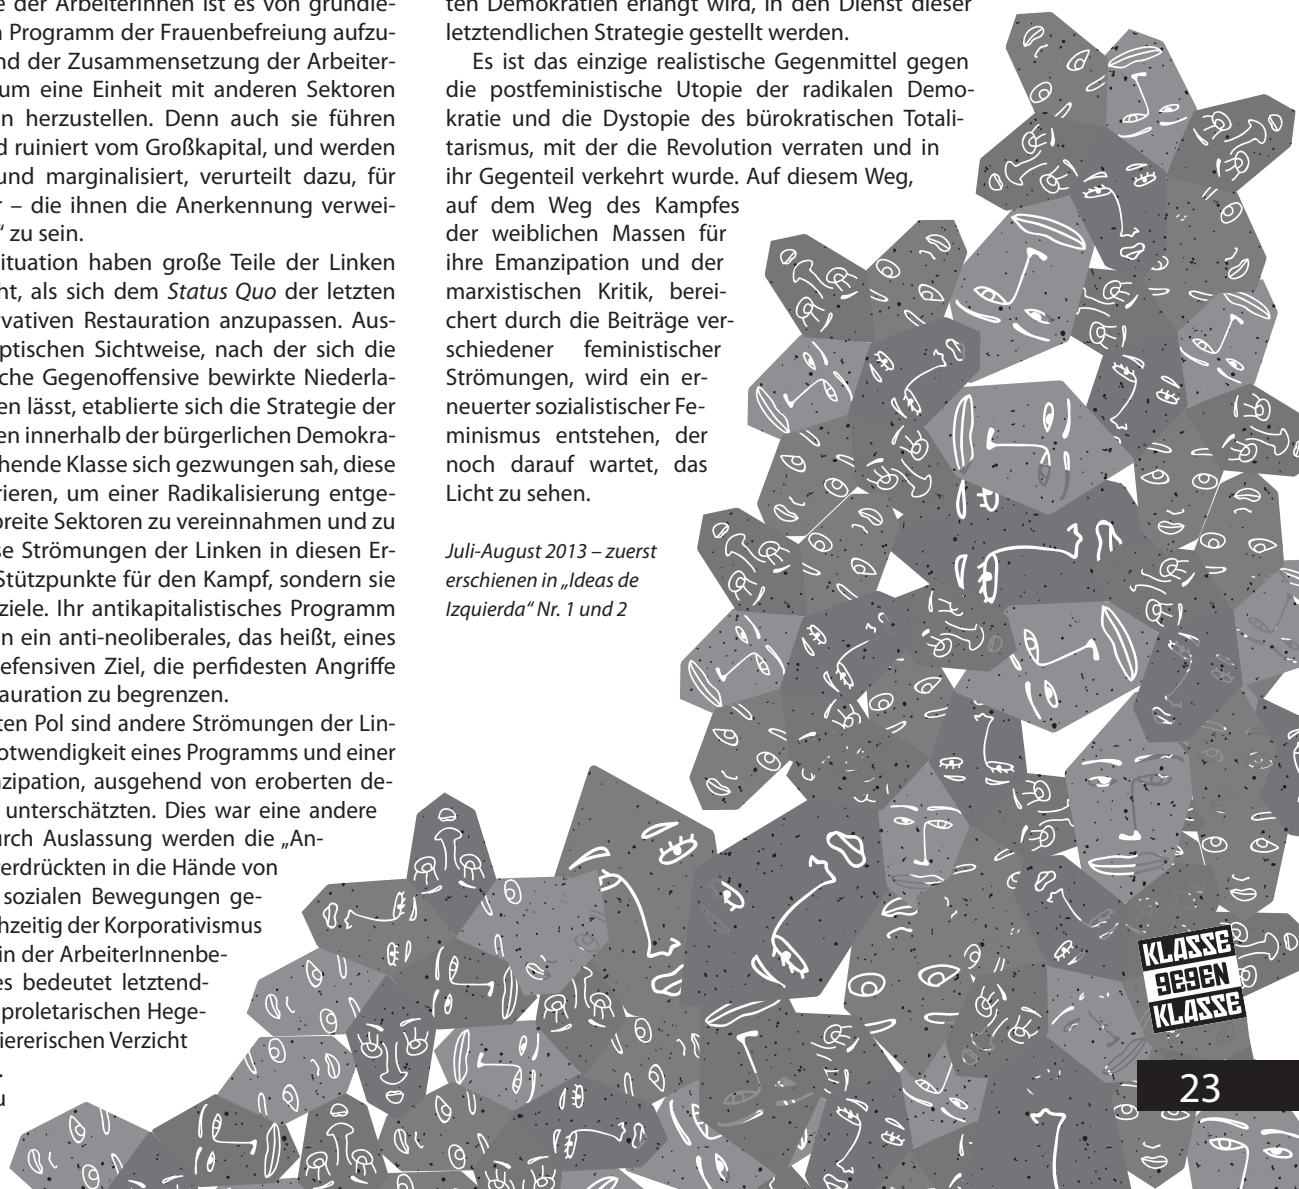 e der ArbeiterInnen ist es von grundle-
n Programm der Frauenbefreiung aufzu-
nd der Zusammensetzung der Arbeiter-
um eine Einheit mit anderen Sektoren
n herzustellen. Denn auch sie führen
d ruiniert vom Großkapital, und werden
und marginalisiert, verurteilt dazu, für
r – die ihnen die Anerkennung verwei-
“ zu sein.
ituation haben große Teile der Linken
ht, als sich dem Status Quo der letzten
rvativen Restauration anzupassen. Aus-
ptischen Sichtweise, nach der sich die
che Gegenoffensive bewirkte Niederla-
en lässt, etablierte sich die Strategie der
en innerhalb der bürgerlichen Demokra-
hende Klasse sich gezwungen sah, diese
rieren, um einer Radikalisierung entge-
breite Sektoren zu vereinnahmen und zu
se Strömungen der Linken in diesen Er-
Stützpunkte für den Kampf, sondern sie
ziele. Ihr antikapitalistisches Programm
n ein anti-neoliberales, das heißt, eines
efensiven Ziel, die perfidesten Angriffe
auration zu begrenzen.
ten Pol sind andere Strömungen der Lin-
otwendigkeit eines Programms und einer
nzipation, ausgehend von eroberten de-
unterschätzten. Dies war eine andere
urch Auslassung werden die „An-
terdrückten in die Hände von
sozialen Bewegungen ge-
hzeitig der Korporativismus
in der ArbeiterInnenbe-
es bedeutet letztend-
proletarischen Hege-
iererischen Verzicht
.
u
ten Demokratien erlangt wird, in den Dienst dieser
letztendlichen Strategie gestellt werden.
Es ist das einzige realistische Gegenmittel gegen
die postfeministische Utopie der radikalen Demo-
kratie und die Dystopie des bürokratischen Totali-
tarismus, mit der die Revolution verraten und in
ihr Gegenteil verkehrt wurde. Auf diesem Weg,
auf dem Weg des Kampfes
der weiblichen Massen für
ihre Emanzipation und der
marxistischen Kritik, berei-
chert durch die Beiträge ver-
schiedener feministischer
Strömungen, wird ein er-
neuerter sozialistischer Fe-
minismus entstehen, der
noch darauf wartet, das
Licht zu sehen.
Juli-August 2013 – zuerst
erschienen in „Ideas de
Izquierda“ Nr. 1 und 2
KLASSE
GEGEN
KLASSE
23